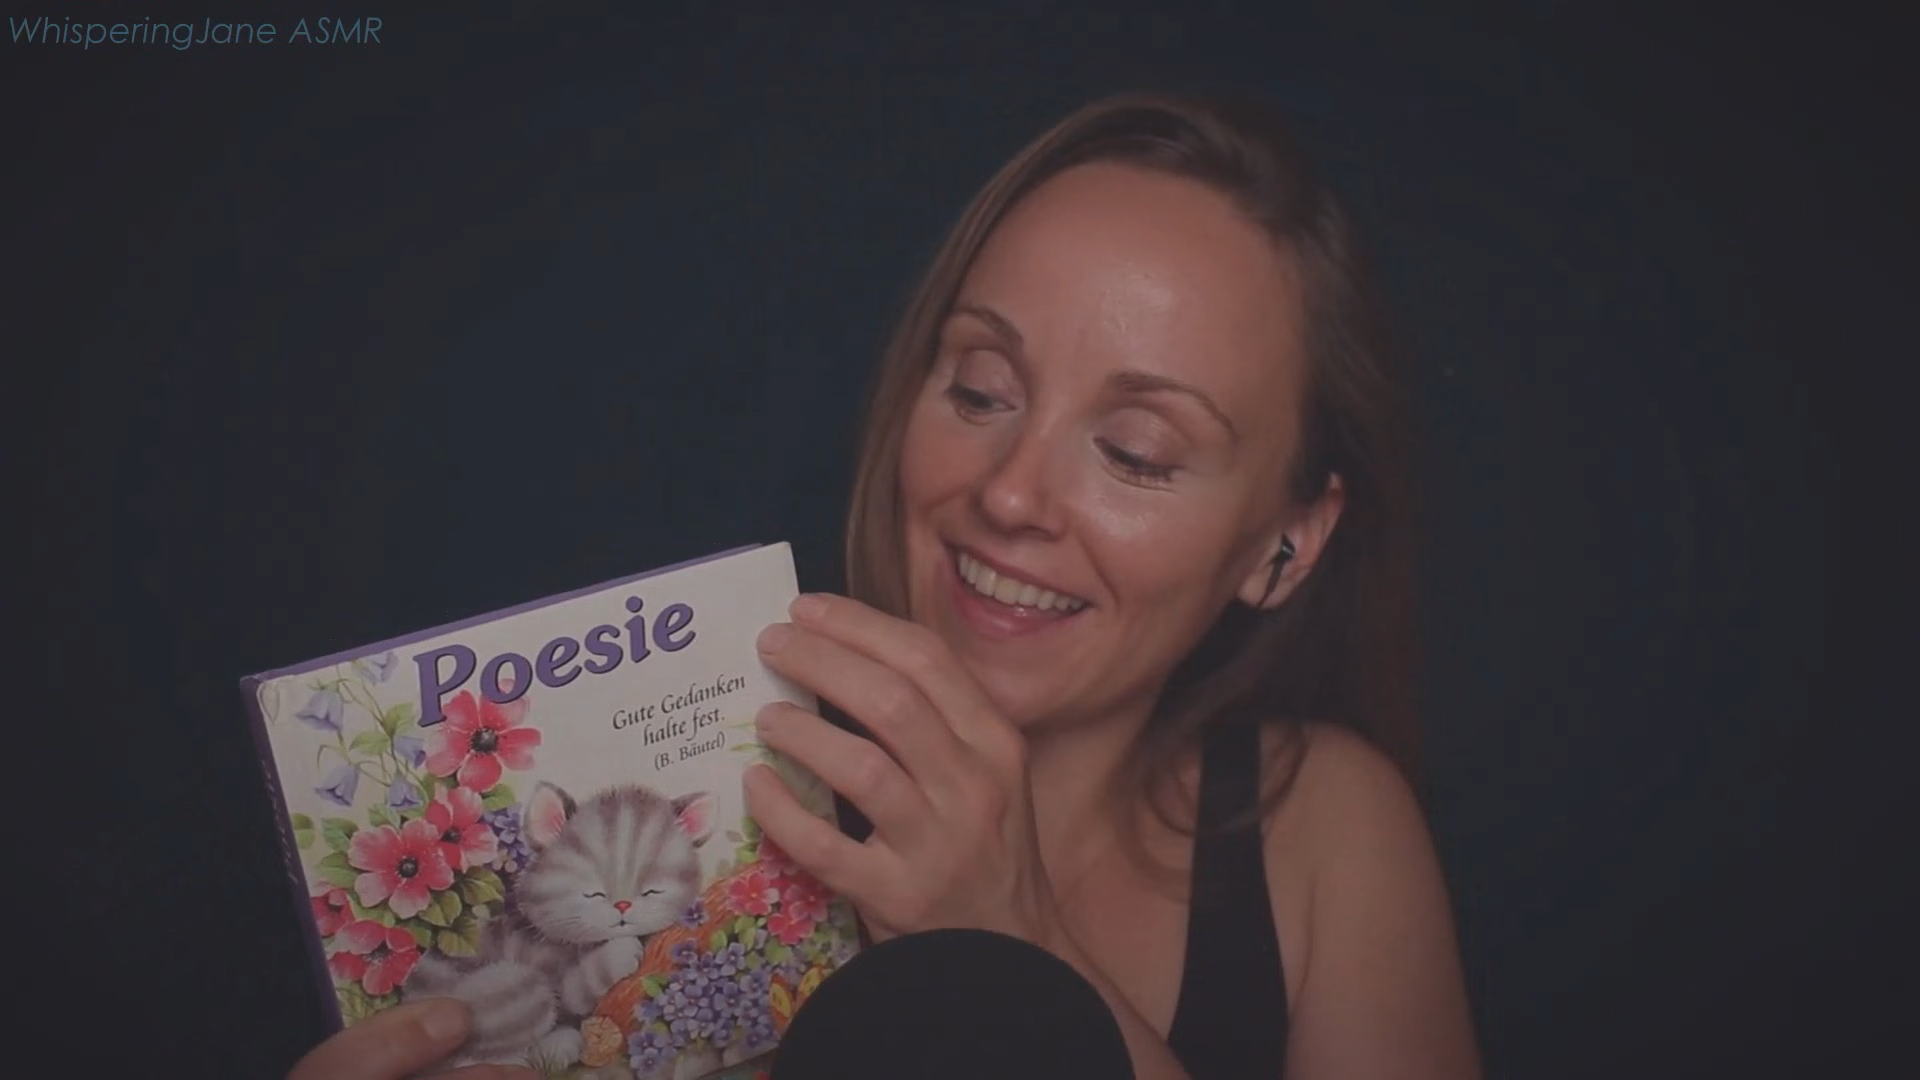 WhisperingJane ASMR
Poesie
Gute Gedanken
halte fest.
(B. Bäutel)